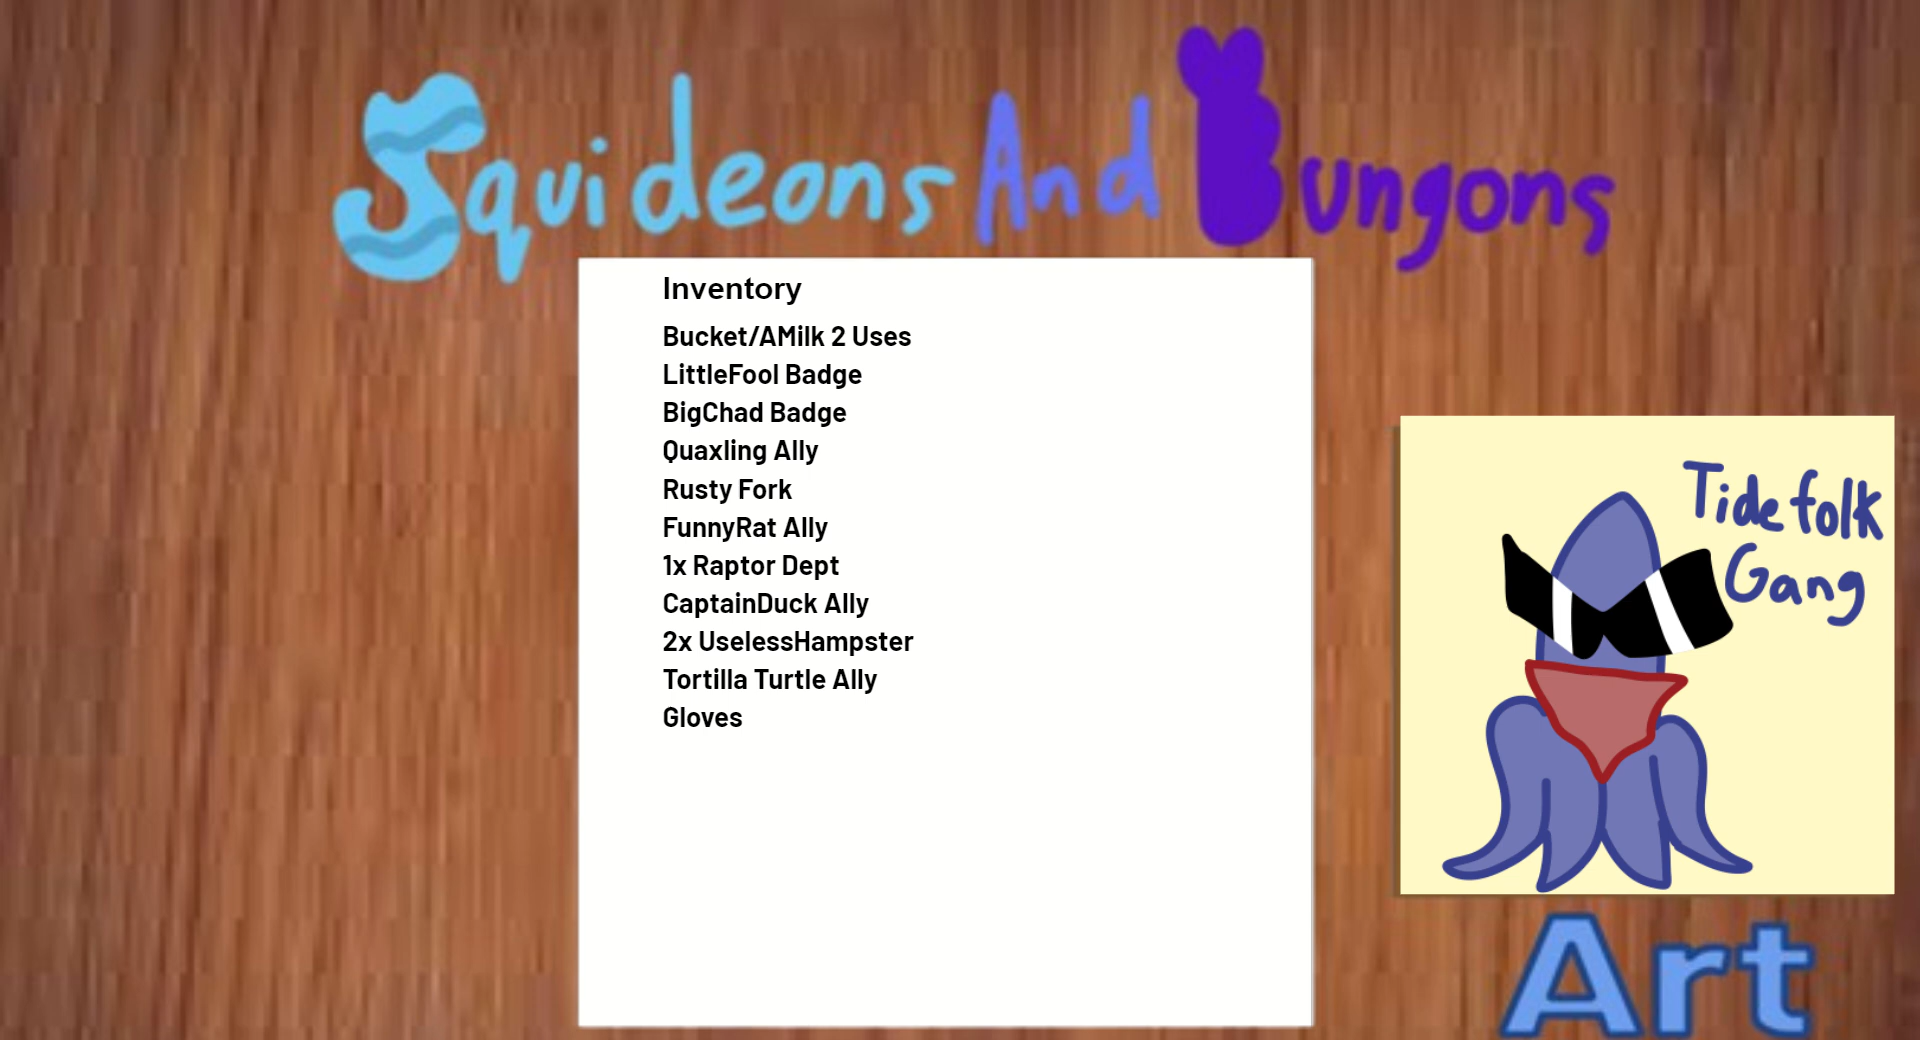 Squideons And Bungons
Inventory
Bucket/AMilk 2 Uses
LittleFool Badge
BigChad Badge
Quaxling Ally
Rusty Fork
FunnyRat Ally
1x Raptor Dept
CaptainDuck Ally
2x UselessHampster
Tortilla Turtle Ally
Gloves
Tidefolk
Gang
Art